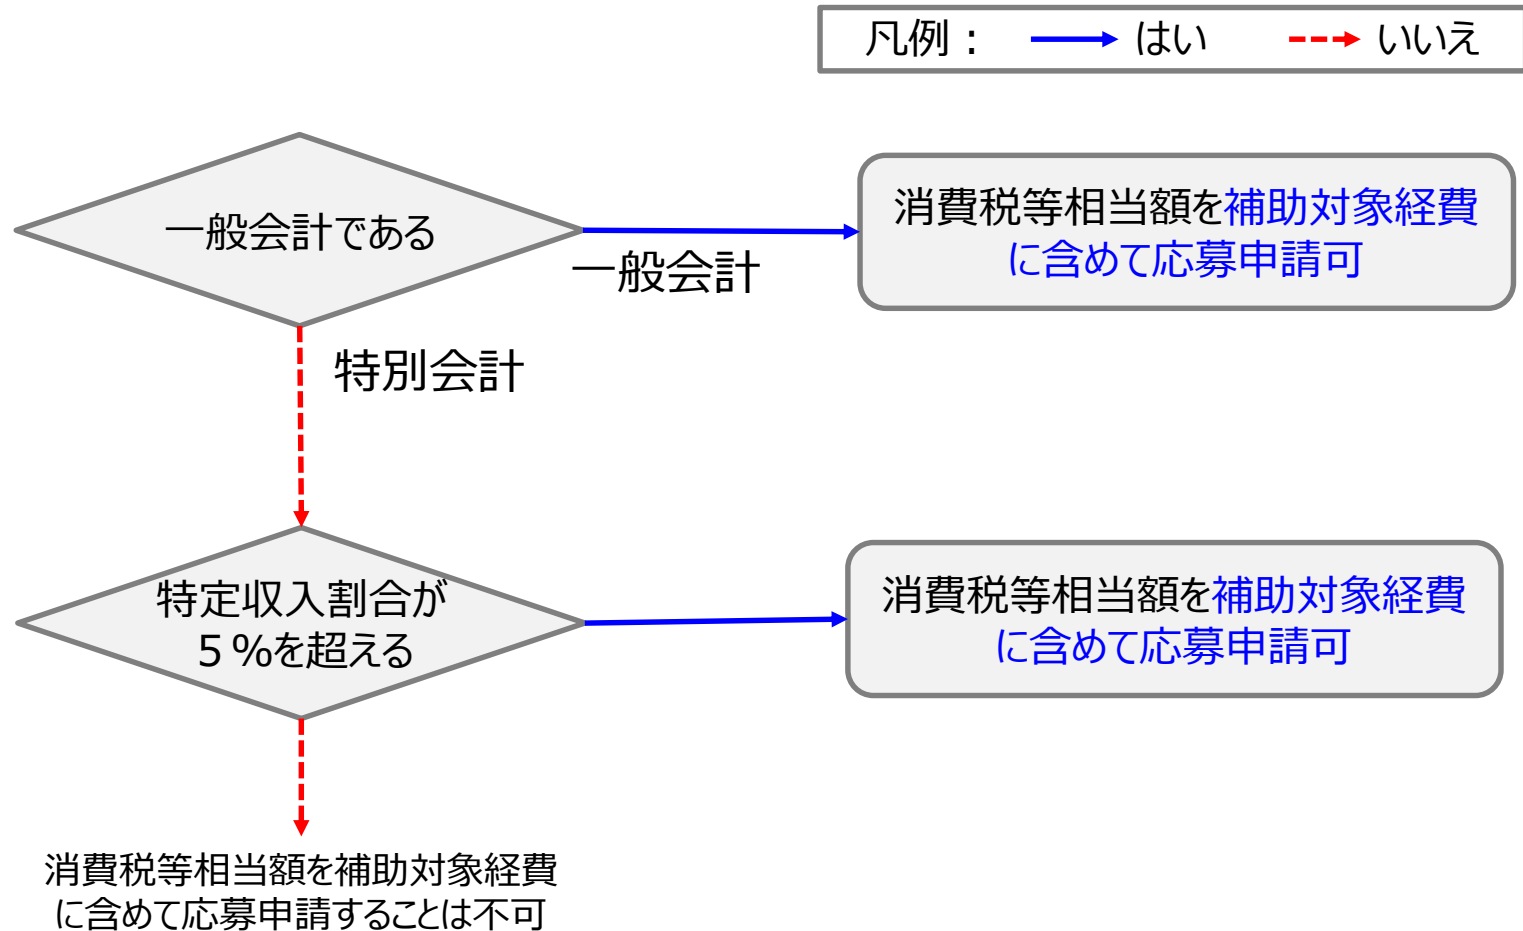 凡例： はい いいえ
一般会計である
消費税等相当額を補助対象経費
に含めて応募申請可
一般会計
特別会計
特定収入割合が
５％を超える
消費税等相当額を補助対象経費
に含めて応募申請可
消費税等相当額を補助対象経費
に含めて応募申請することは不可